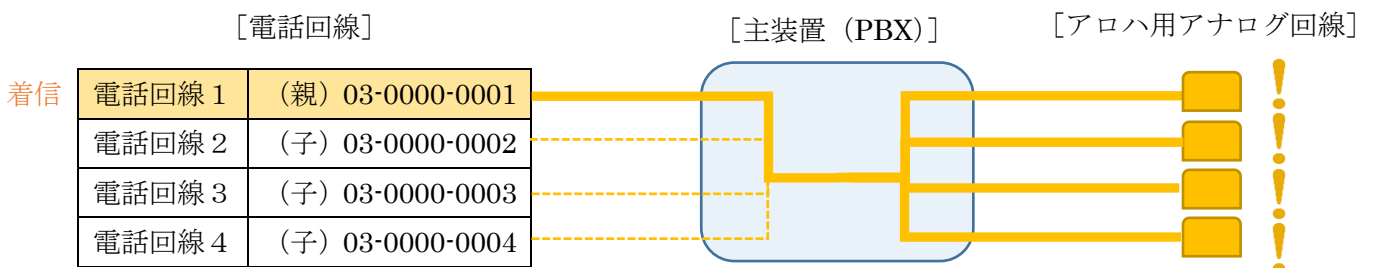 ［電話回線］
［主装置（PBX）］
［アロハ用アナログ回線］
着信
電話回線１ （親）03-0000-0001
電話回線２ （子）03-0000-0002
電話回線３ （子）03-0000-0003
電話回線４ （子）03-0000-0004